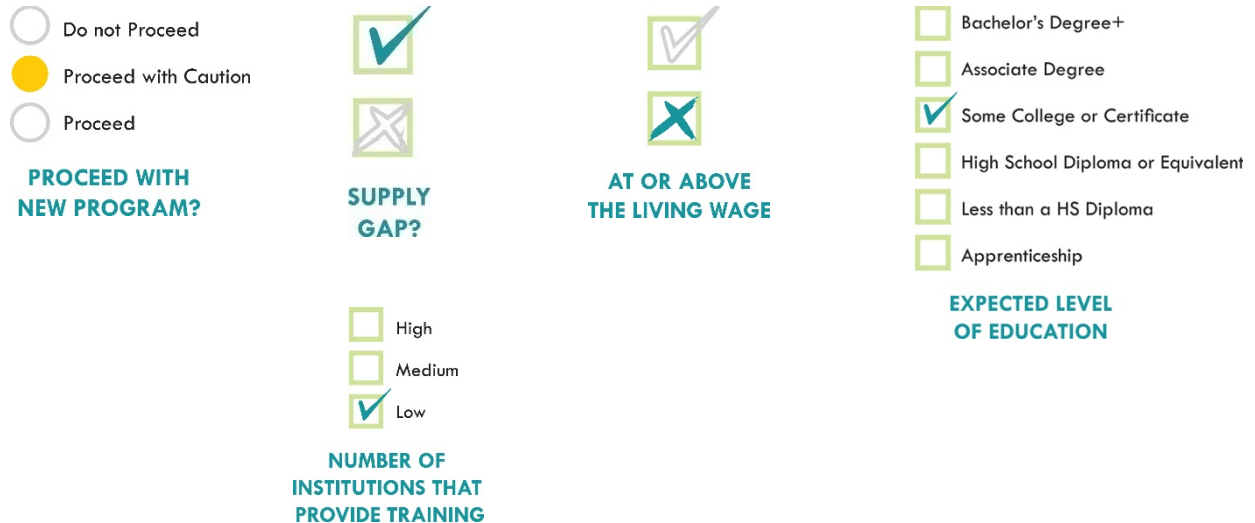 Do not Proceed
Proceed with Caution
Proceed
PROCEED WITH
NEW PROGRAM?
SUPPLY
GAP?
AT OR ABOVE
THE LIVING WAGE
Bachelor's Degree+
Associate Degree
Some College or Certificate
High School Diploma or Equivalent
Less than a HS Diploma
Apprenticeship
EXPECTED LEVEL
OF EDUCATION
High
Medium
Low
NUMBER OF
INSTITUTIONS THAT
PROVIDE TRAINING